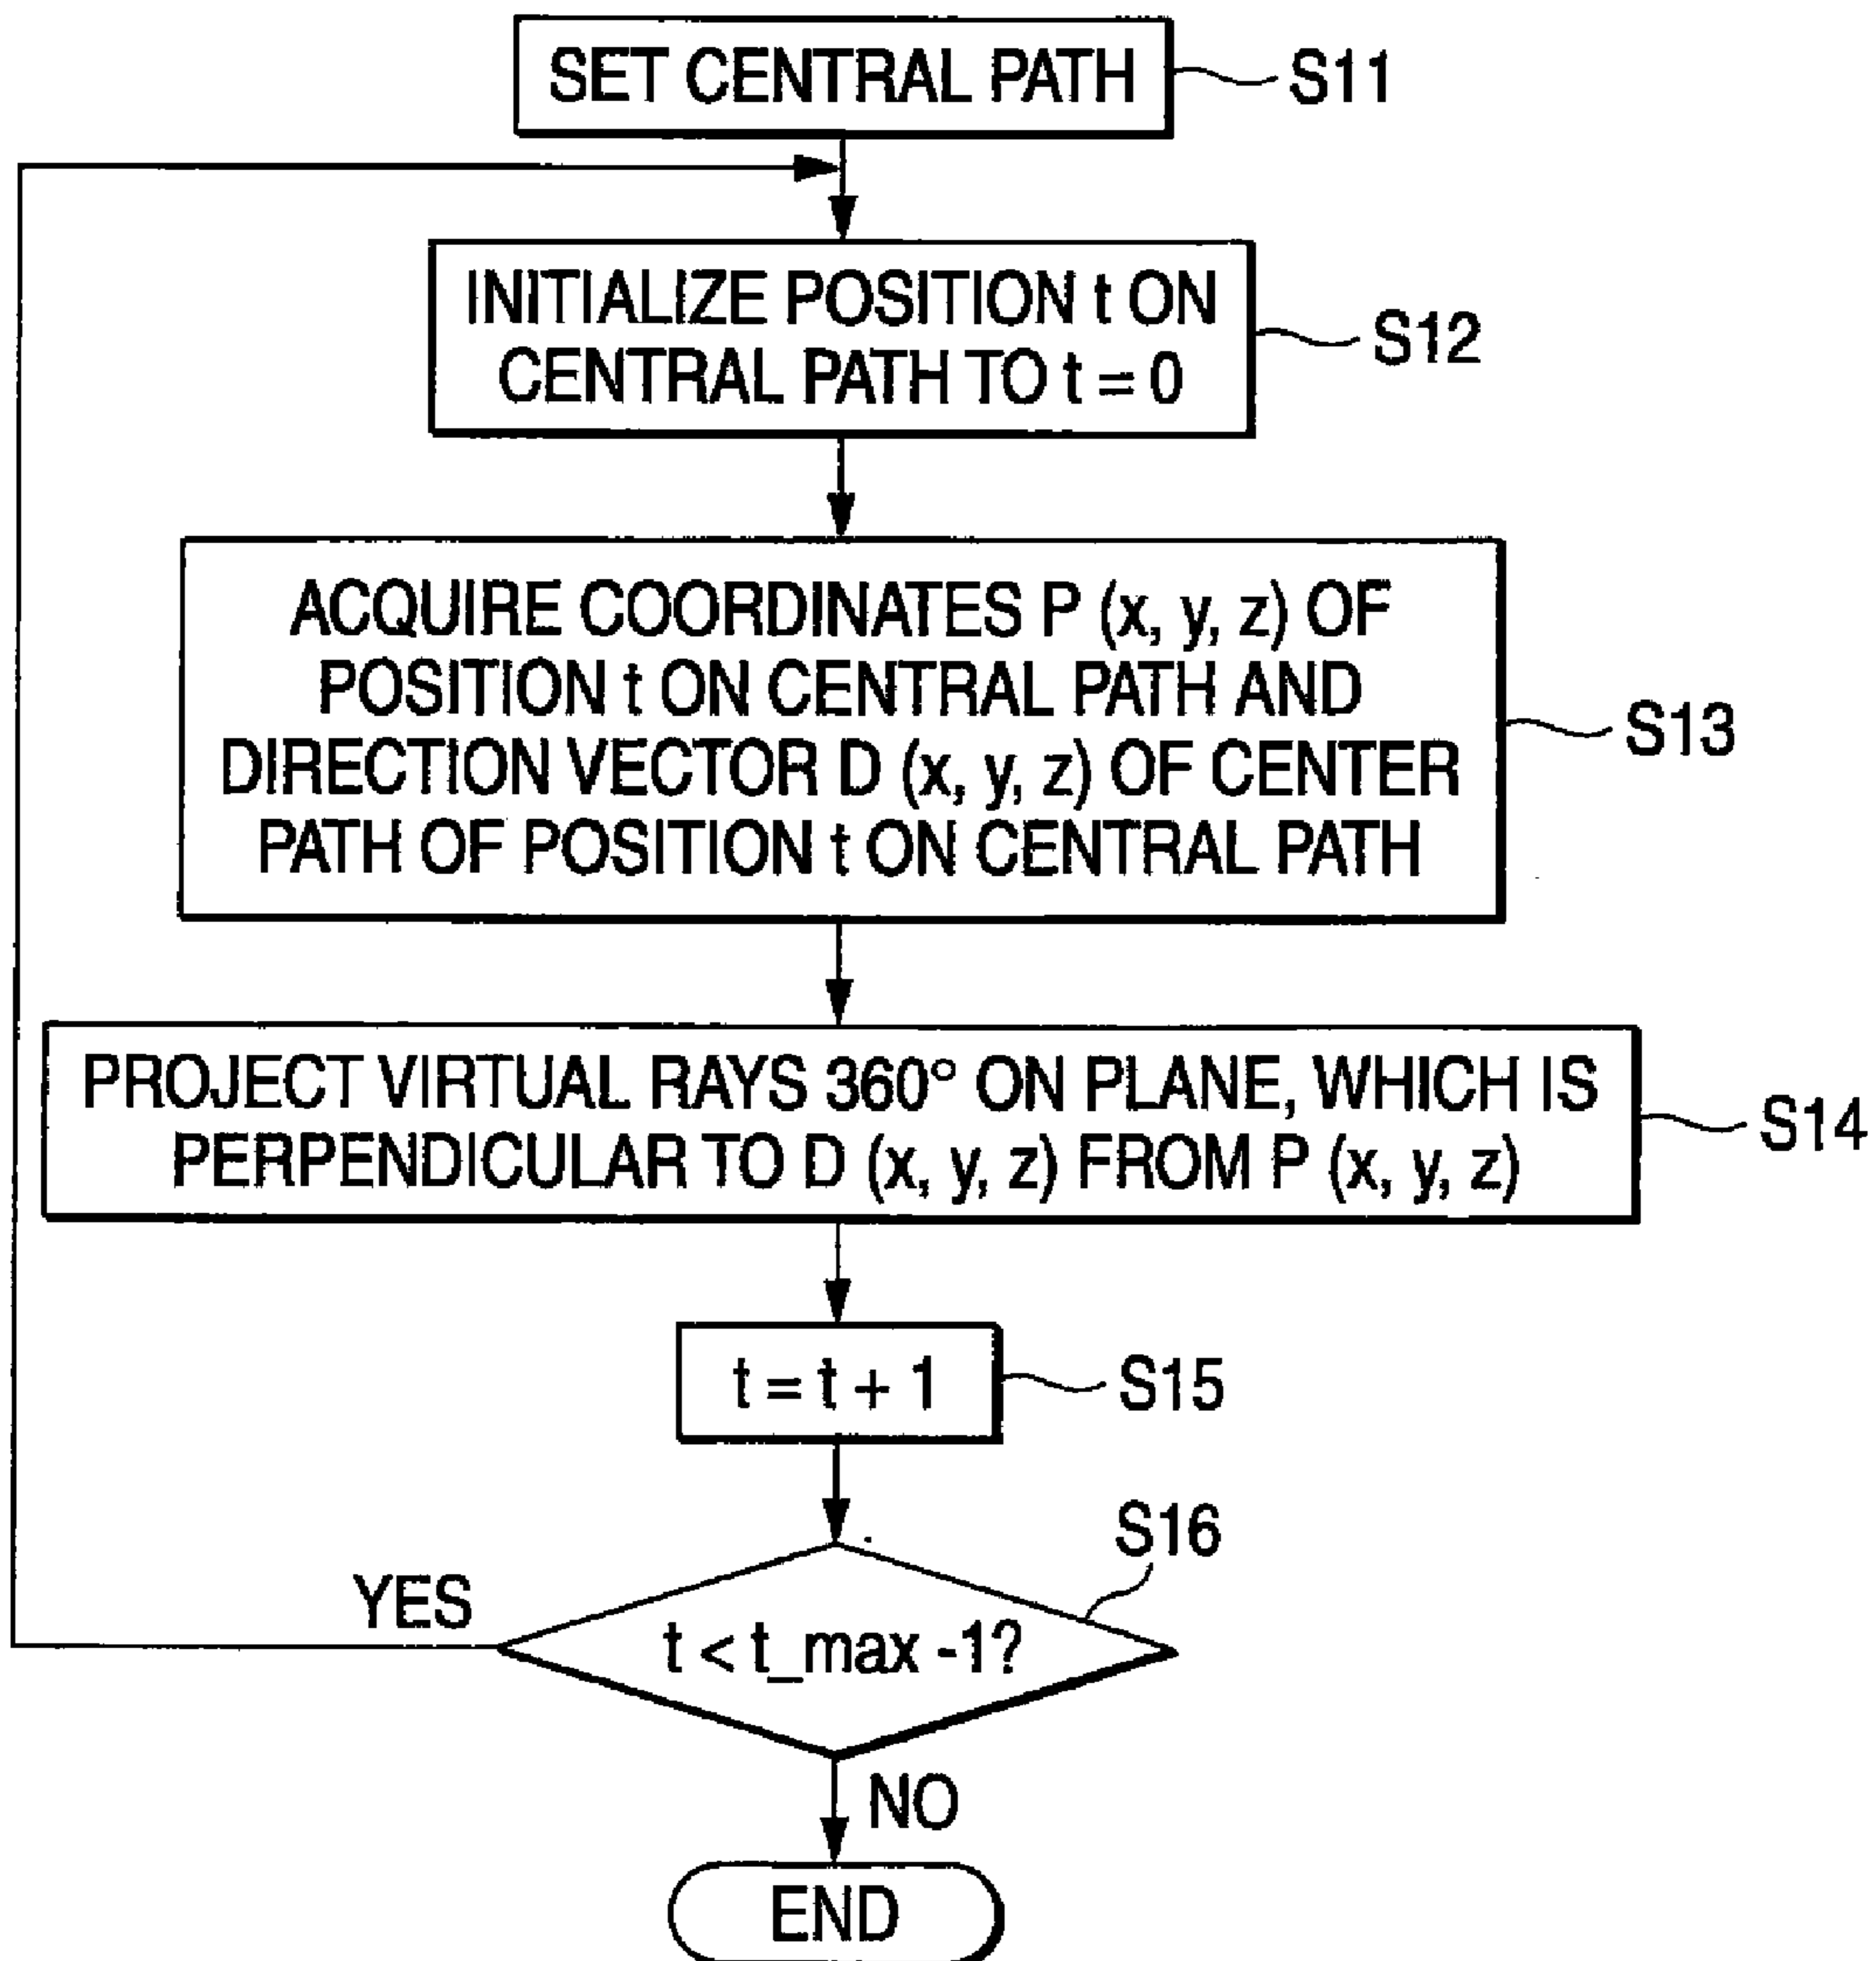 SET CENTRAL PATH
S11
INITIALIZE POSITION t ON
CENTRAL PATH TO t = 0
S12
ACQUIRE COORDINATES P (x, y, z) OF
POSITION t ON CENTRAL PATH AND
DIRECTION VECTOR D (x, y, z) OF CENTER
PATH OF POSITION t ON CENTRAL PATH
S13
PROJECT VIRTUAL RAYS 360° ON PLANE, WHICH IS
PERPENDICULAR TO D (x, y, z) FROM P (x, y, z)
S14
t = t + 1
S15
S16
YES
t < t_max -1?
NO
END